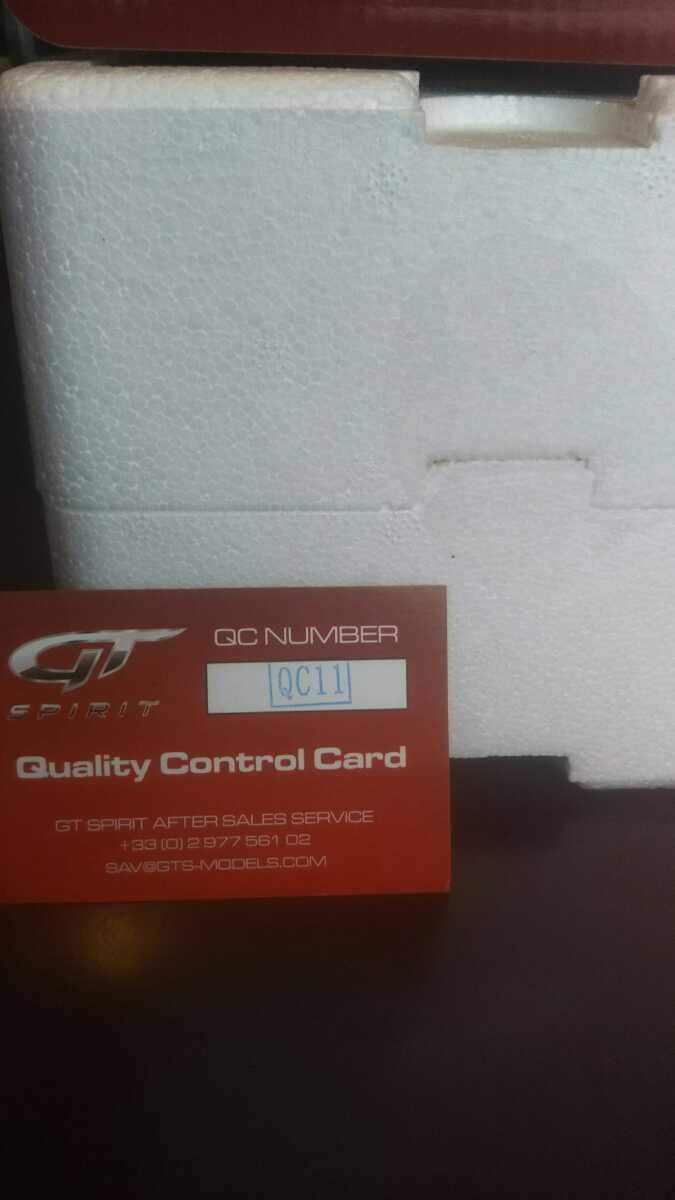 GT
SPIRIT
QC NUMBER
QC11
Quality Control Card
GT SPIRIT AFTER SALES SERVICE
+33 (0) 2 977 561 02
SAV@GTS-MODELS.COM